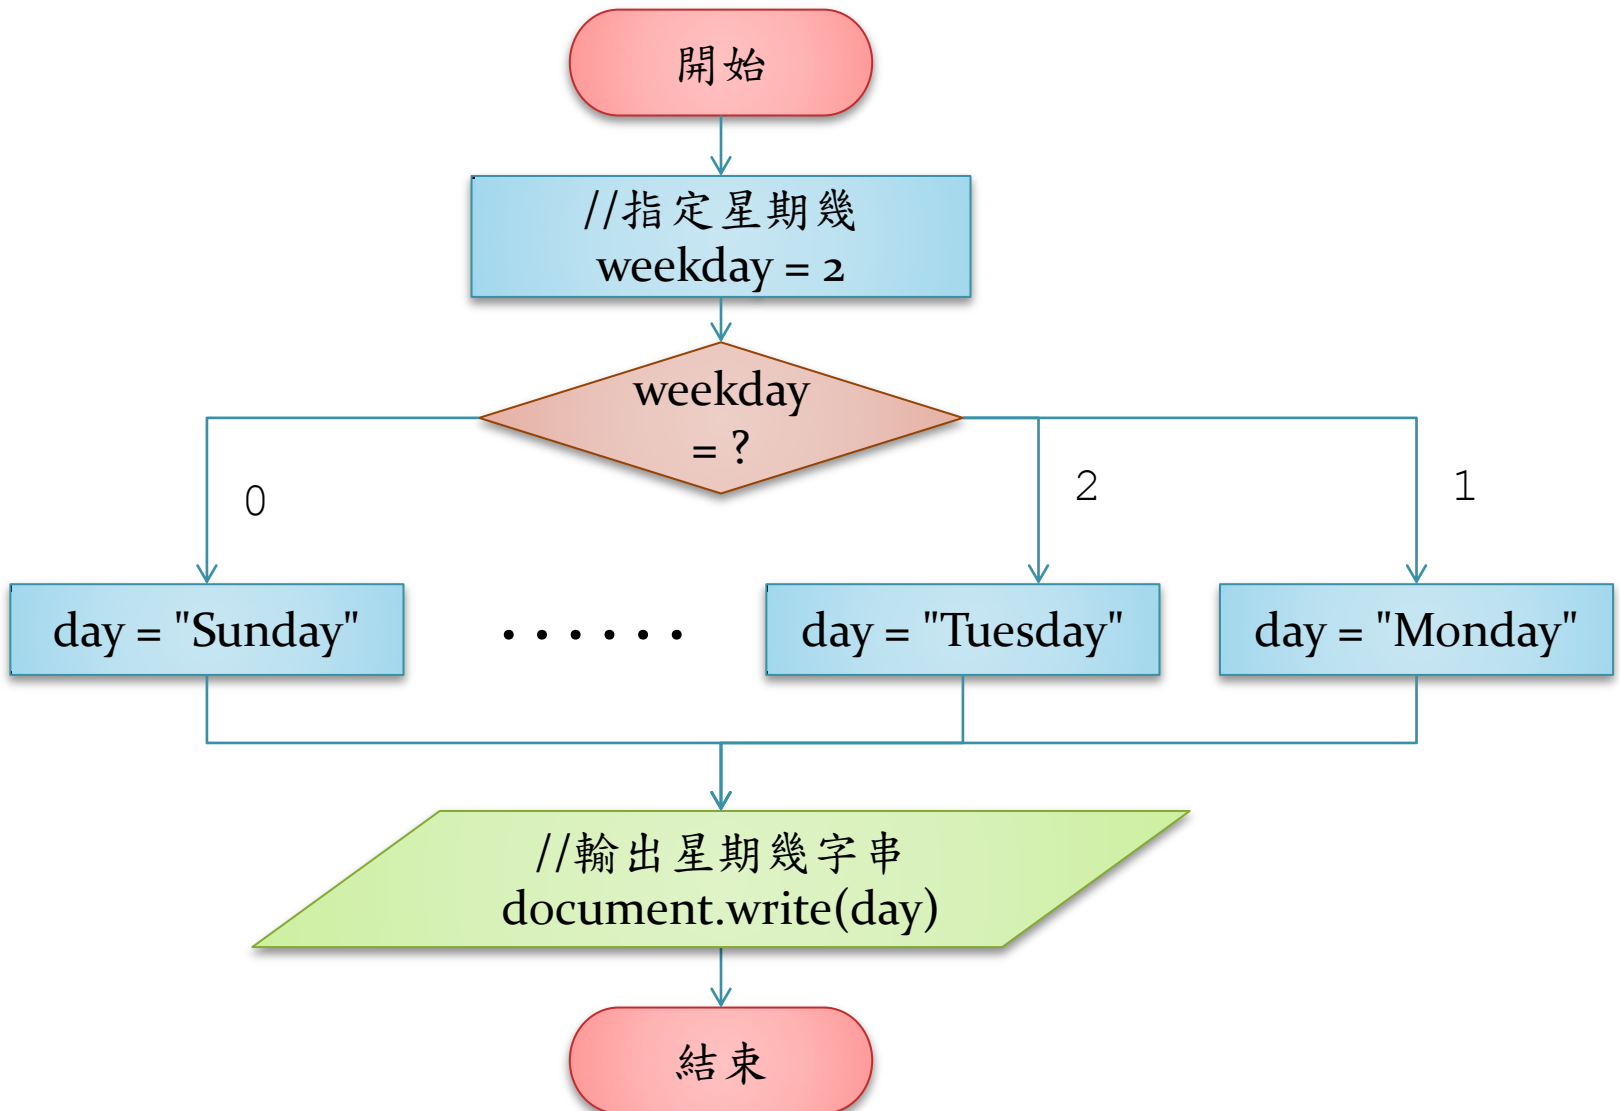 開始
//指定星期幾
weekday = 2
weekday
= ?
0
2
1
day = "Sunday"
......
day = "Tuesday"
day = "Monday"
//輸出星期幾字串
document.write(day)
結束